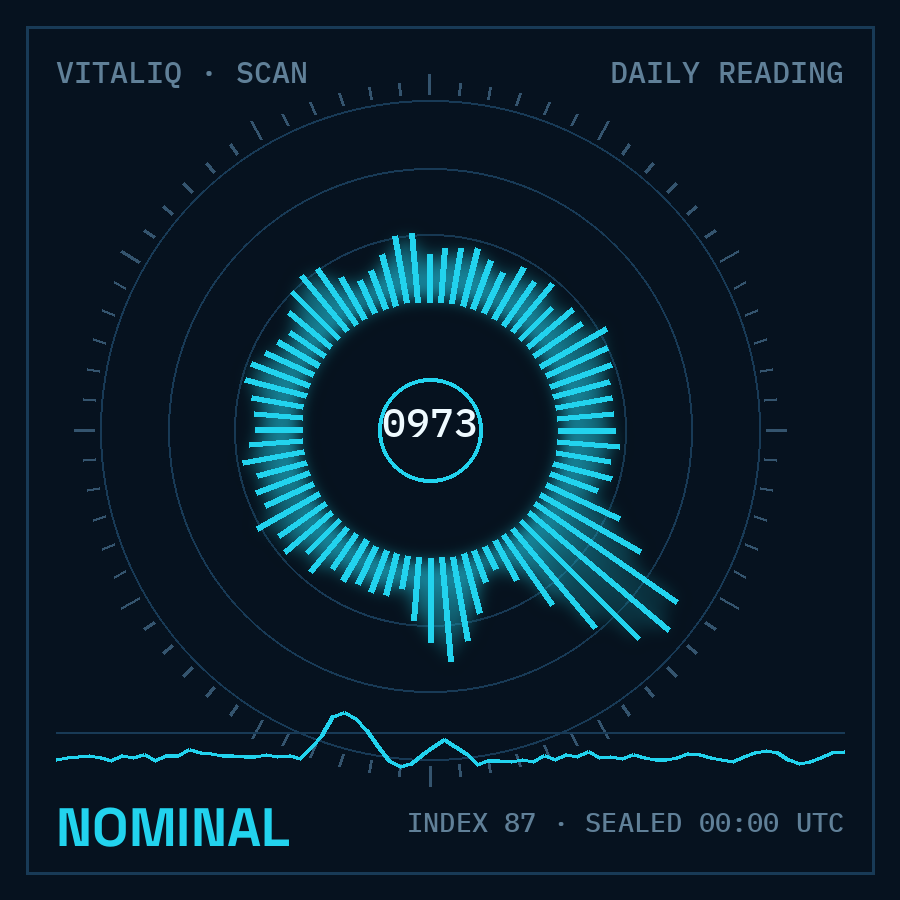 VITALIQ · SCAN
DAILY READING
0973
NOMINAL
INDEX 87 · SEALED 00:00 UTC